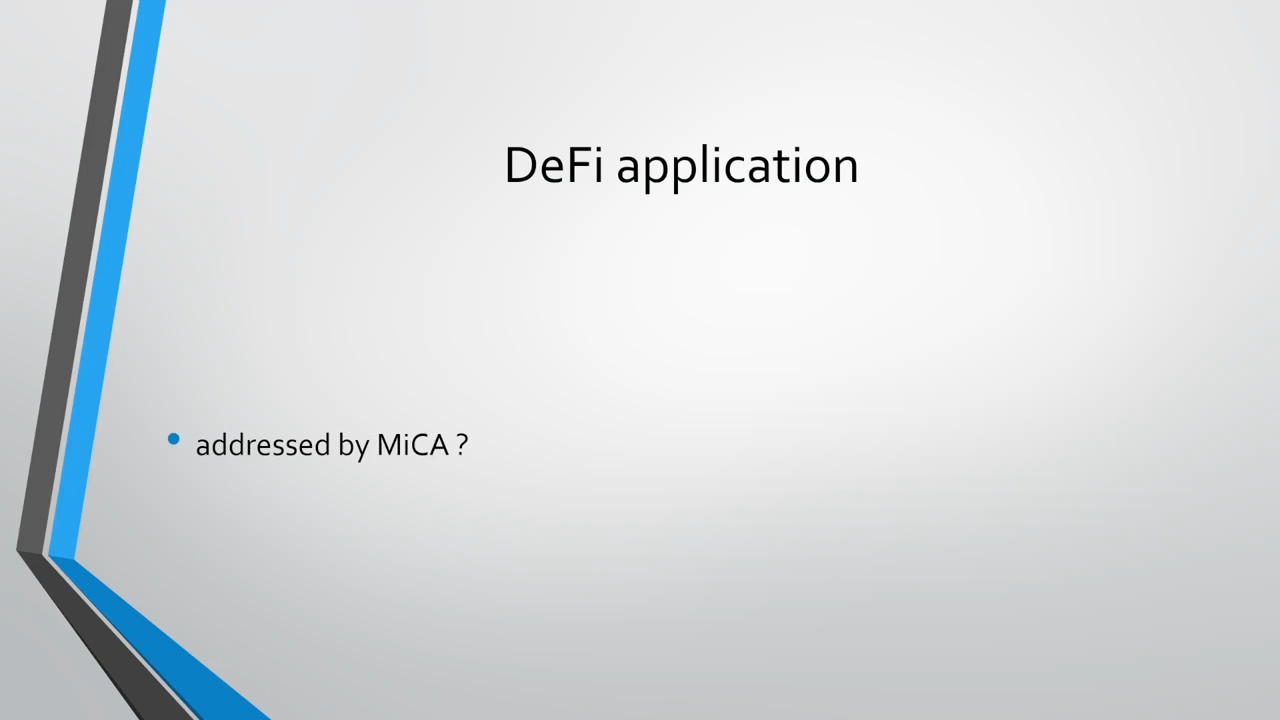 DeFi application
• addressed by MiCA ?